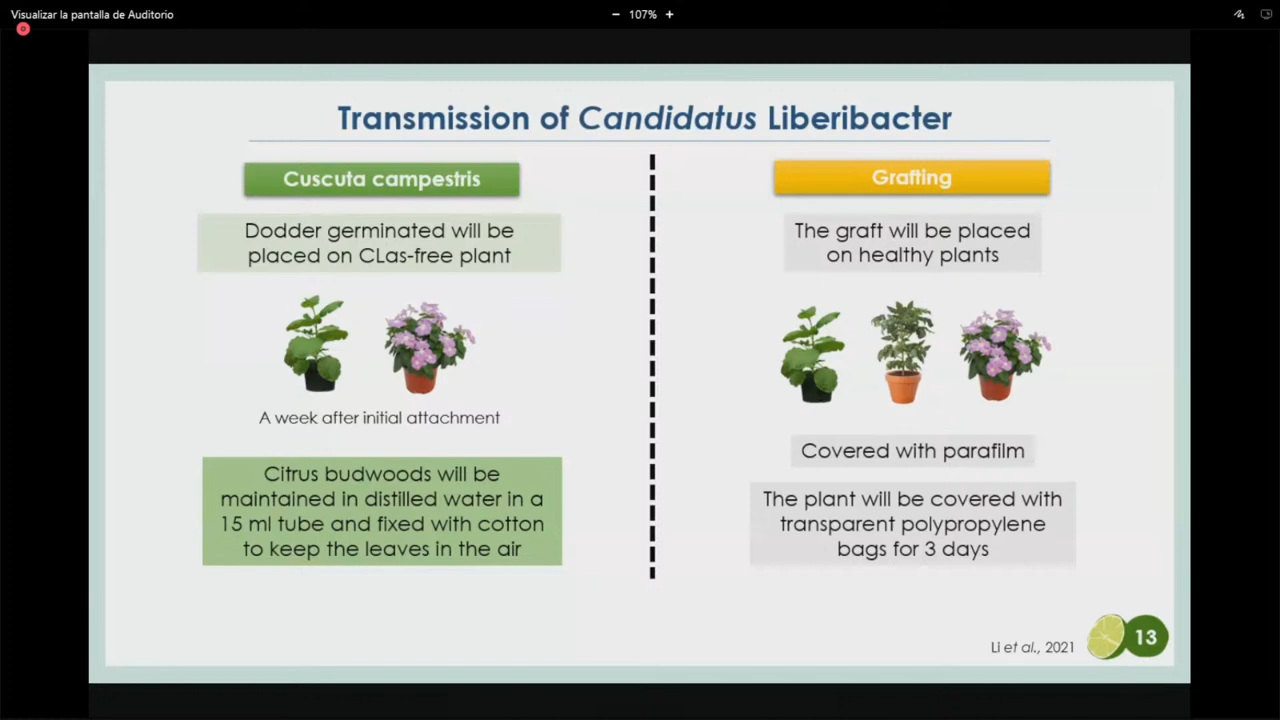 Visualizar la pantalla de Auditorio
107%
Transmission of Candidatus Liberibacter
Cuscuta campestris
Dodder germinated will be
placed on CLas-free plant
A week after initial attachment
Citrus budwoods will be
maintained in distilled water in a
15 ml tube and fixed with cotton
to keep the leaves in the air
Grafting
The graft will be placed
on healthy plants
Covered with parafilm
The plant will be covered with
transparent polypropylene
bags for 3 days
Li et al., 2021
13